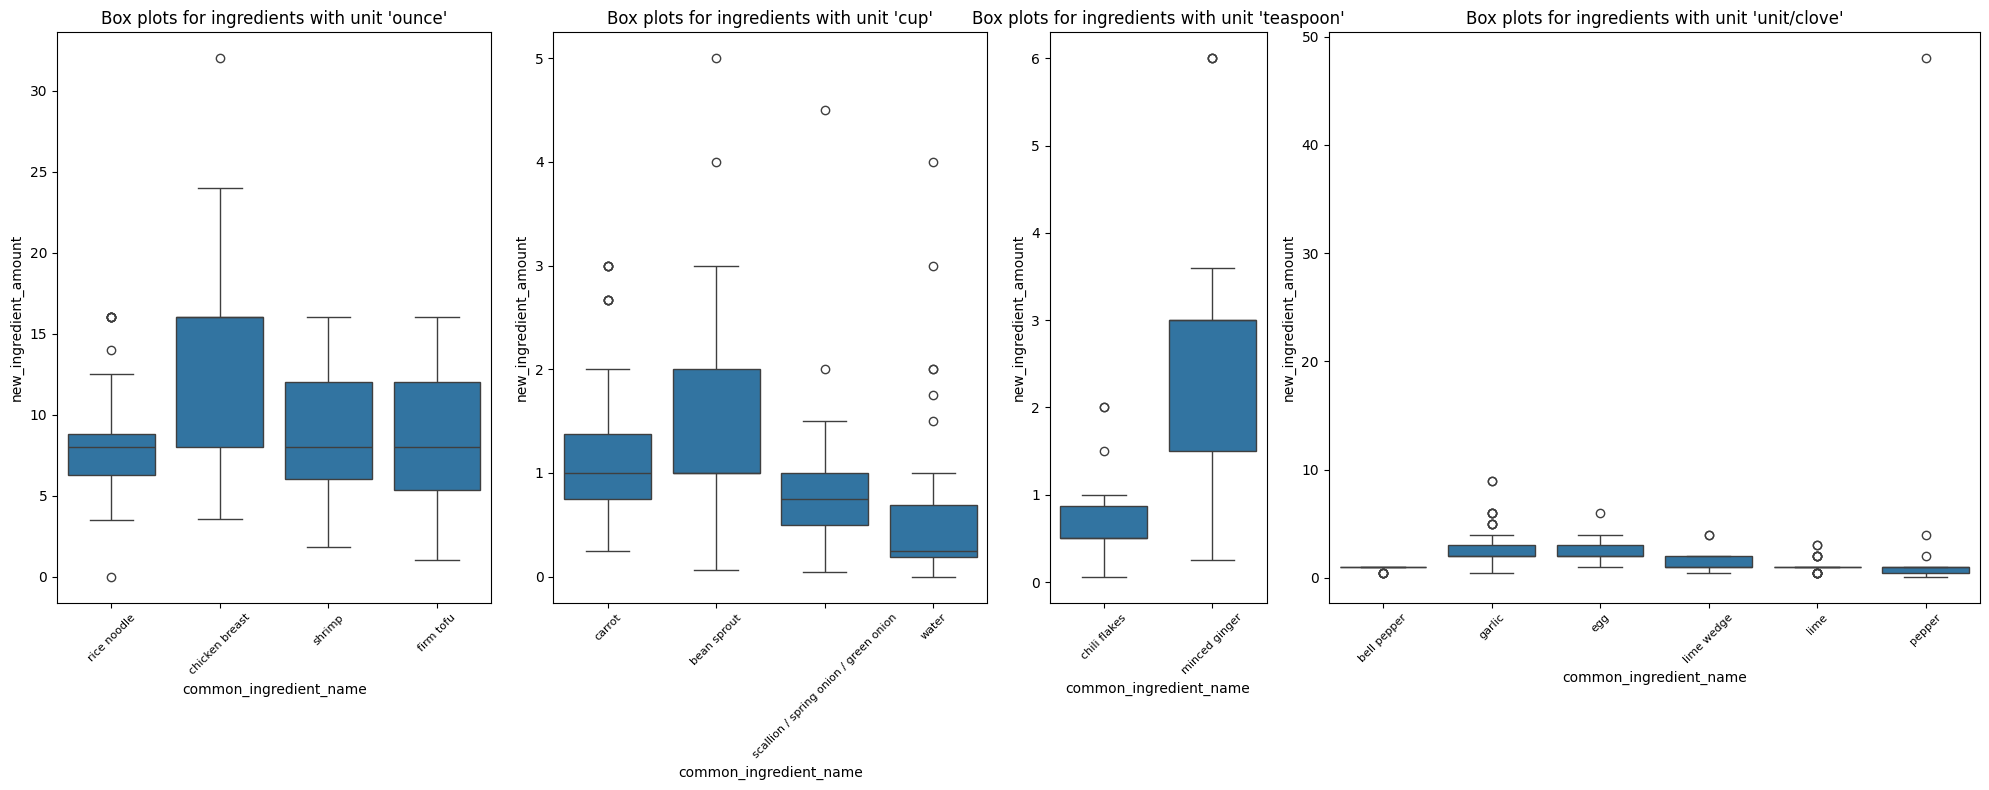 Box plots for ingredients with unit 'ounce'
new_ingredient_amount
30
25
20
15
10
5
0
rice noodle
chicken breast
shrimp
firm tofu
common_ingredient_name
Box plots for ingredients with unit 'cup'
new_ingredient_amount
5
4
3
2
1
0
carrot
bean sprout
scallion / spring onion / green onion
water
common_ingredient_name
Box plots for ingredients with unit 'teaspoon'
new_ingredient_amount
6
5
4
3
2
1
0
chili flakes
minced ginger
common_ingredient_name
Box plots for ingredients with unit 'unit/clove'
new_ingredient_amount
50
40
30
20
10
0
bell pepper
garlic
egg
lime wedge
lime
pepper
common_ingredient_name